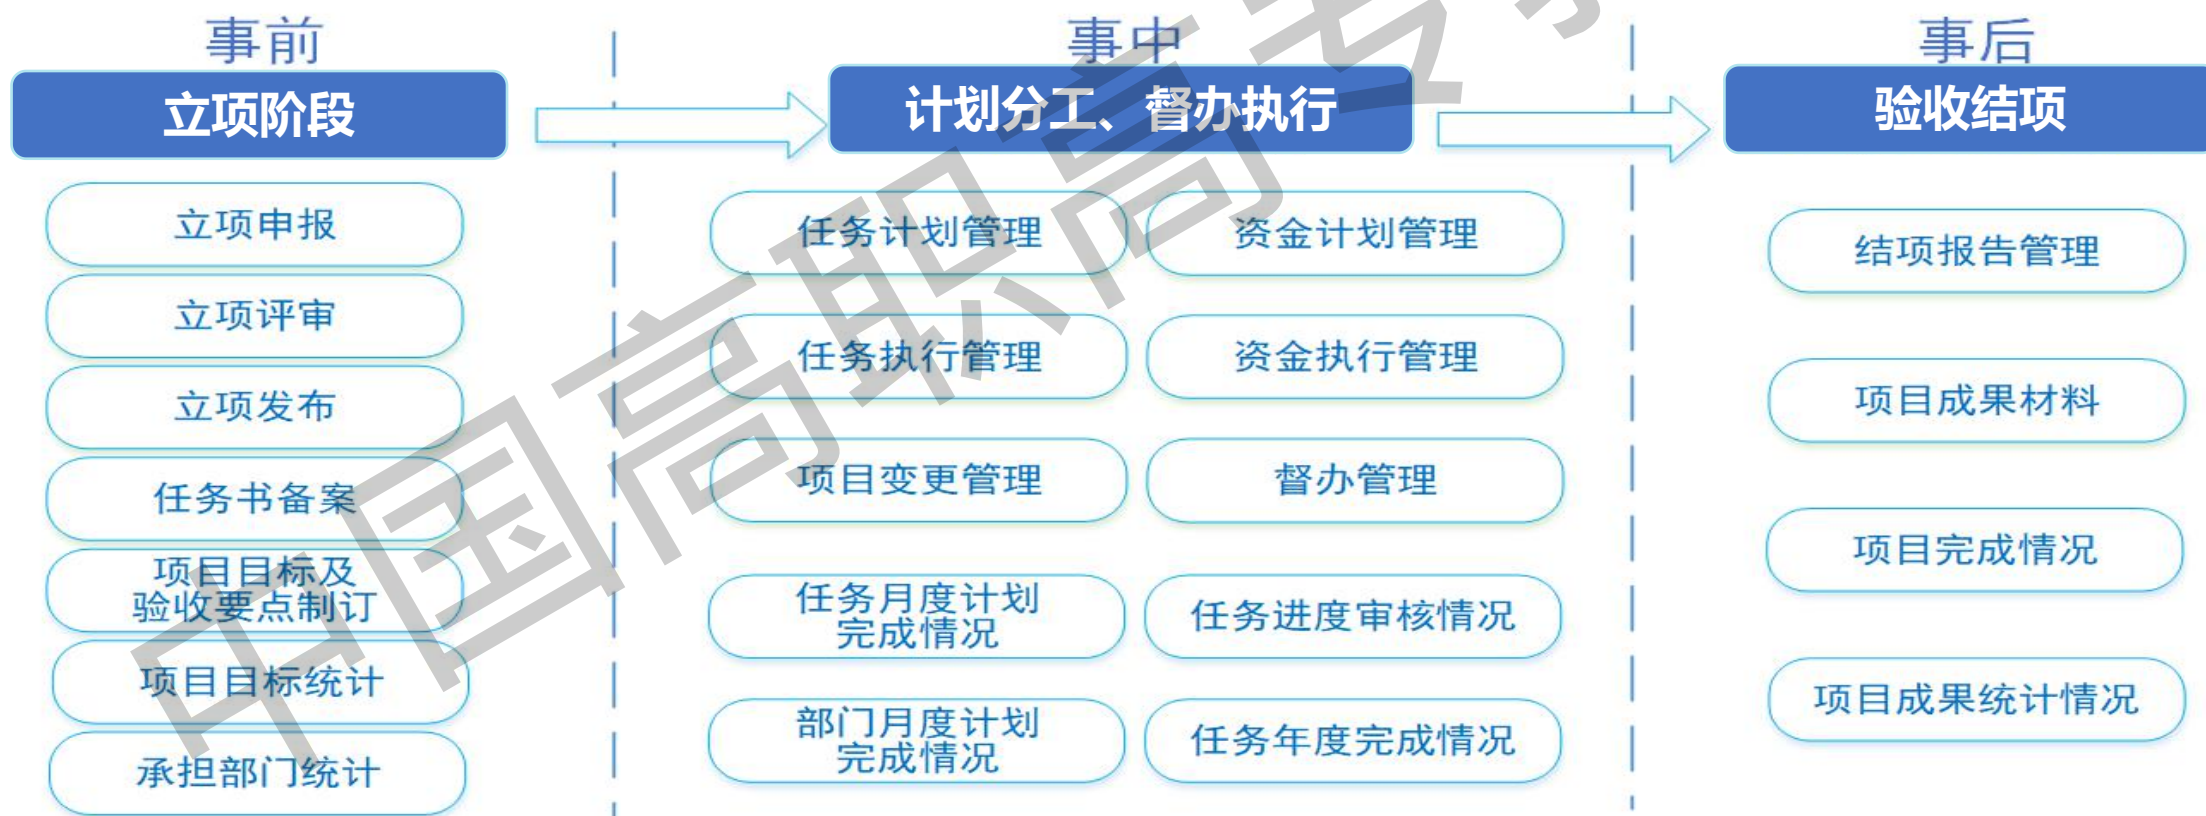 事前
立项阶段
立项申报
立项评审
立项发布
任务书备案
项目目标及
验收要点制订
项目目标统计
承担部门统计
事中
计划分工、督办执行
任务计划管理
资金计划管理
任务执行管理
资金执行管理
项目变更管理
督办管理
任务月度计划
完成情况
任务进度审核情况
部门月度计划
完成情况
任务年度完成情况
事后
验收结项
结项报告管理
项目成果材料
项目完成情况
项目成果统计情况
中国高职高专